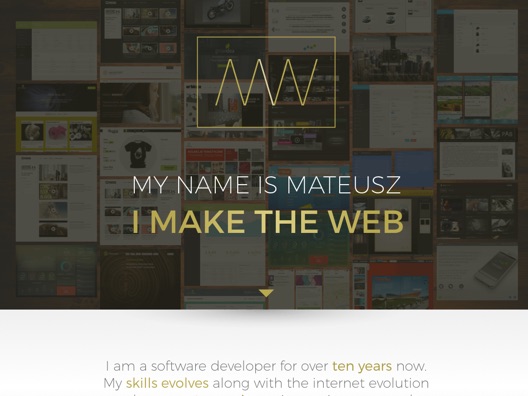 MW
MY NAME IS MATEUSZ
I MAKE THE WEB
I am a software developer for over ten years now.
My skills evolves along with the internet evolution